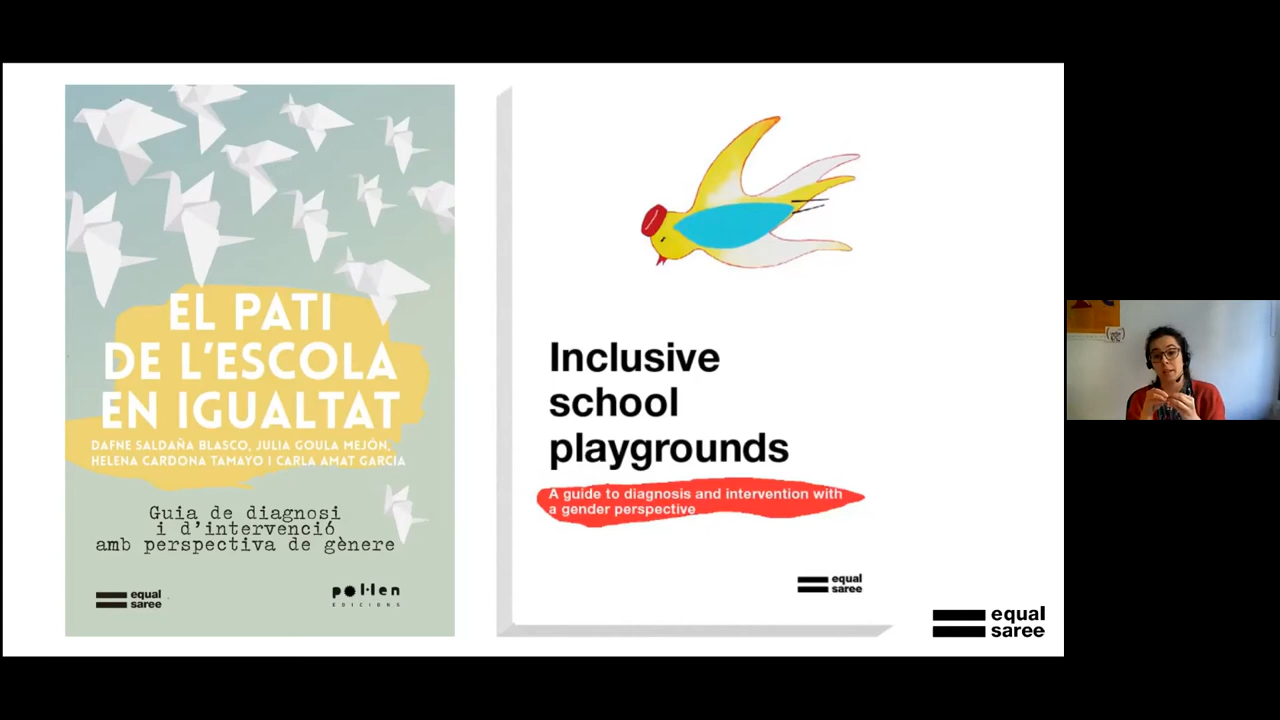 EL PATI
DE L'ESCOLA
EN IGUALTAT
DAFNE SALDAÑA BLASCO, JULIA GOULA MEJÓN,
HELENA CARDONA TAMAYO I CARLA AMAT GARCIA
Guia de diagnosi
i d'intervenció
amb perspectiva de gènere
equal
saree
pol·len
EDICIONS
Inclusive
school
playgrounds
A guide to diagnosis and intervention with
a gender perspective
equal
saree
equal
saree